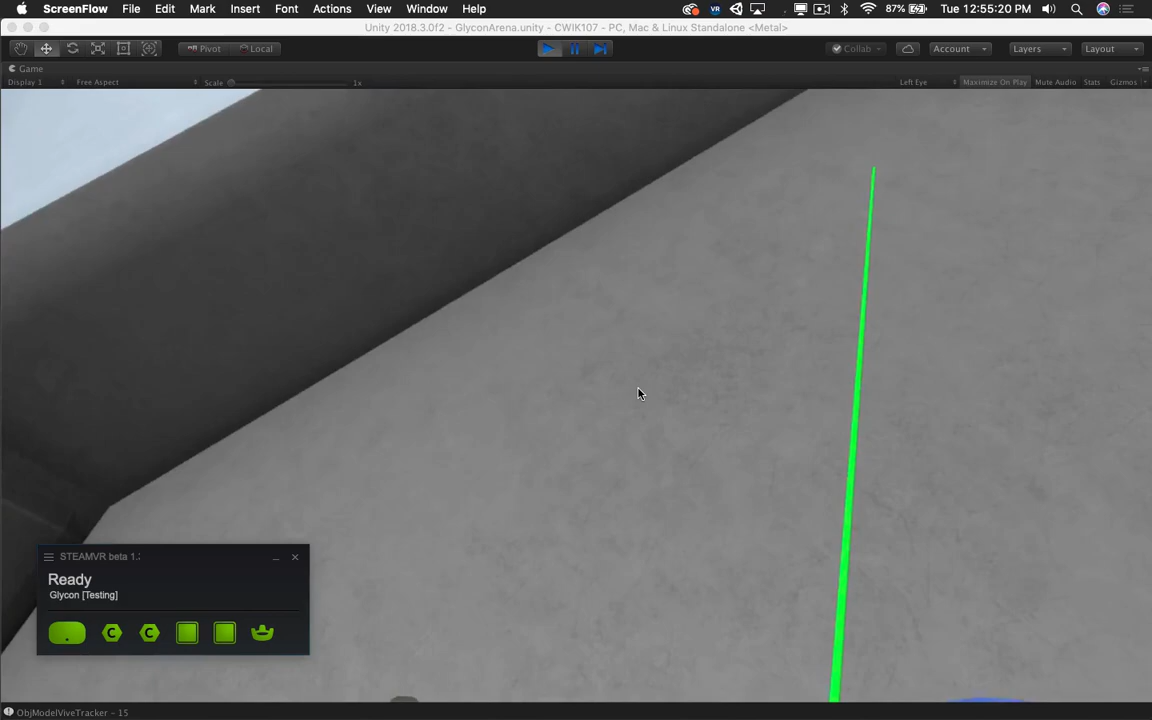 ScreenFlow File Edit Mark Insert Font Actions View Window Help VR 87% Tue 12:55:20 PM
Unity 2018.3.0f2 - GlyconArena.unity - CWIK107 - PC, Mac & Linux Standalone <Metal>
Pivot Local Collab Account Layers Layout
Game
Display 1 Free Aspect Scale 1x Left Eye Maximize On Play Mute Audio Stats Gizmos
STEAMVR beta 1.
Ready
Glycon [Testing]
C C
ObjModelViveTracker - 15